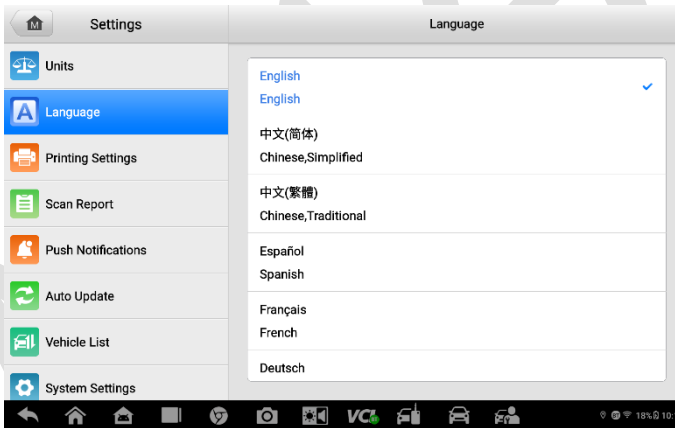 M
Settings
Language
Units
A
Language
Printing Settings
Scan Report
Push Notifications
Auto Update
Vehicle List
System Settings
English
English
中文(简体)
Chinese,Simplified
中文(繁體)
Chinese,Traditional
Español
Spanish
Français
French
Deutsch
M
VCI
18%
10: